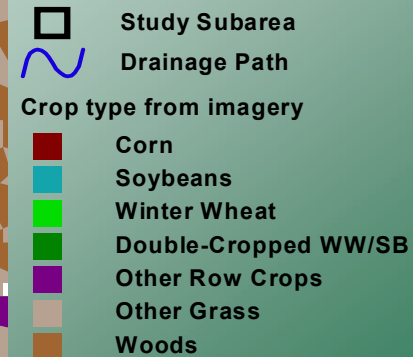 Study Subarea
Drainage Path
Crop type from imagery
Corn
Soybeans
Winter Wheat
Double-Cropped WW/SB
Other Row Crops
Other Grass
Woods